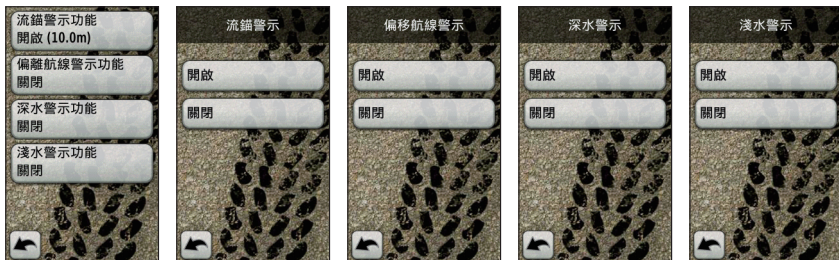 流錨警示功能
開啟 (10.0m)
偏離航線警示功能
關閉
深水警示功能
關閉
淺水警示功能
關閉
流錨警示
開啟
關閉
偏移航線警示
開啟
關閉
深水警示
開啟
關閉
淺水警示
開啟
關閉